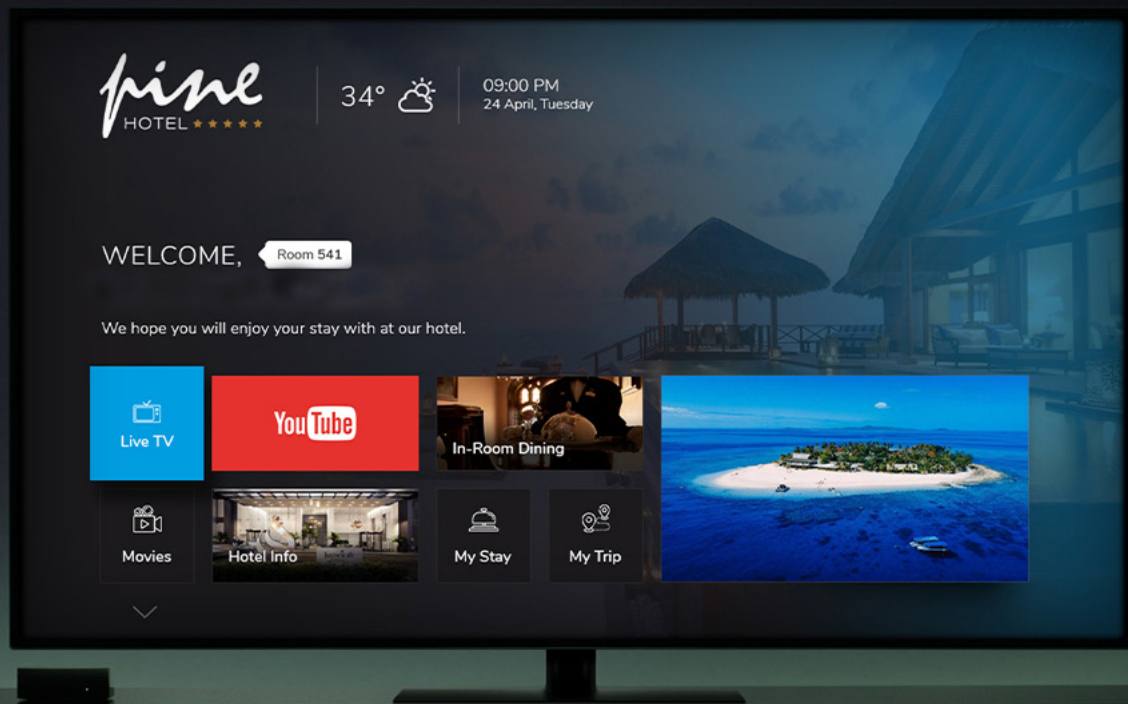 pine
HOTEL
34°
09:00 PM
24 April, Tuesday
WELCOME,
Room 541
We hope you will enjoy your stay with at our hotel.
Live TV
YouTube
In-Room Dining
Movies
Hotel Info
My Stay
My Trip